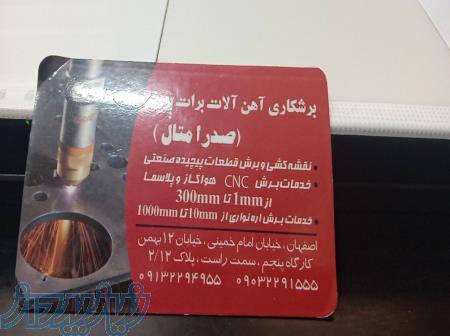 برشکاری آهن آلات برات
(صدرا متال)
• نقشه کشی و برش قطعات پیچیده صنعتی
• خدمات برش CNC هواگاز و پلاسما
از 1mm تا 300mm
• خدمات برش اره نواری از 10mm تا 1000mm
اصفهان ، خیابان امام خمینی ، خیابان ۱۲ بهمن
کارگاه پنجم ، سمت راست ، پلاک ۲/۱۲
۰۹۱۳۲۲۹۴۹۵۵ ۰۹۰۳۲۲۹۱۵۵۵